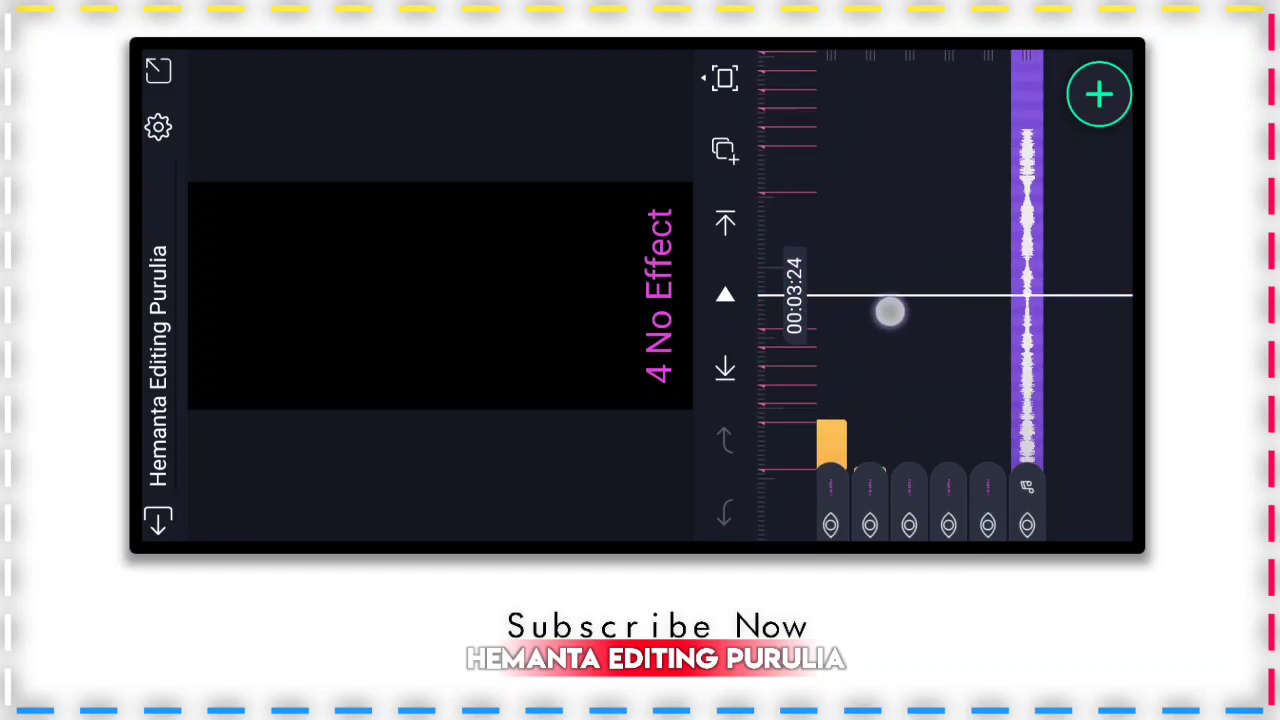 Hemanta Editing Purulia
4 No Effect
00:03:24
Subscribe Now
HEMANTA EDITING PURULIA